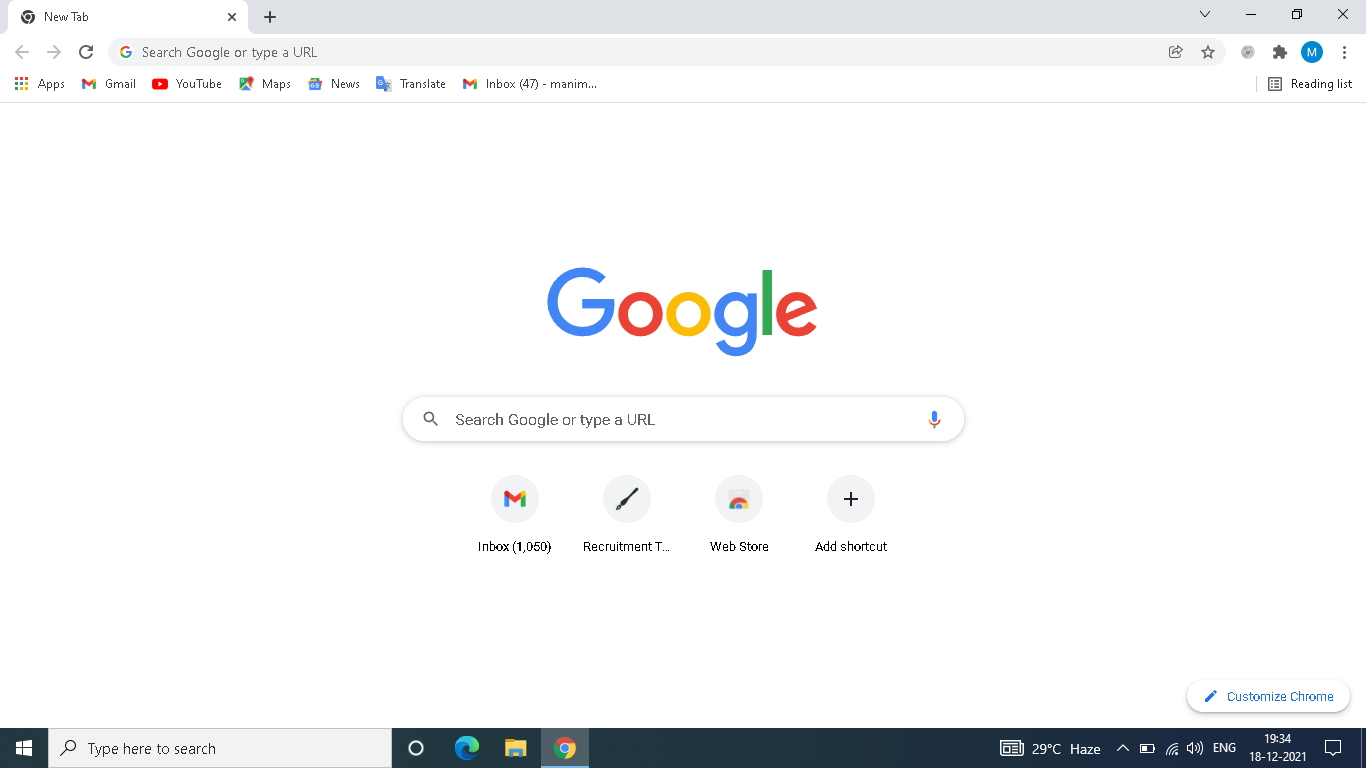 New Tab
Search Google or type a URL
M
Apps
Gmail
YouTube
Maps
News
Translate
Inbox (47) - manim...
Reading list
Google
Search Google or type a URL
Inbox (1,050)
Recruitment T...
Web Store
Add shortcut
Customize Chrome
Type here to search
29°C Haze
ENG
19:34
18-12-2021